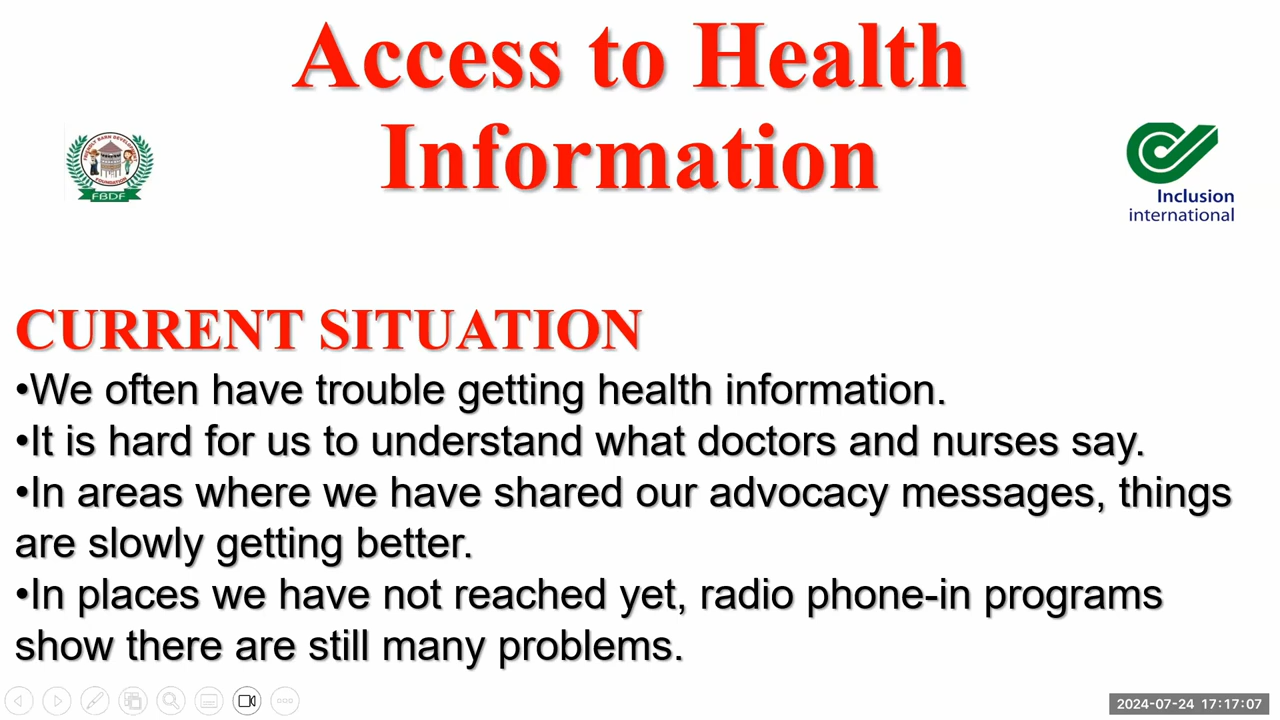 Access to Health
Information
FBDF
Inclusion
international
CURRENT SITUATION
•We often have trouble getting health information.
•It is hard for us to understand what doctors and nurses say.
•In areas where we have shared our advocacy messages, things
are slowly getting better.
•In places we have not reached yet, radio phone-in programs
show there are still many problems.
2024-07-24 17:17:07